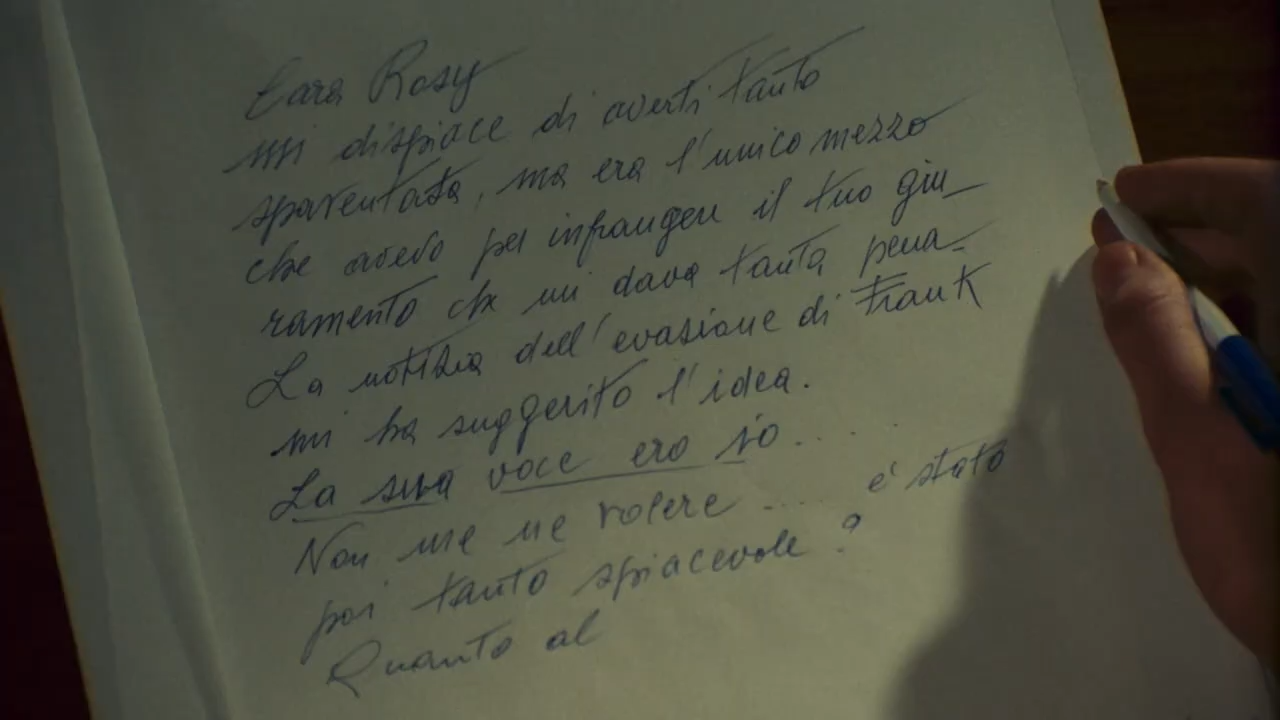 Cara Rosy
mi dispiace di averti tanto
spaventata, ma era l'unico mezzo
che avevo per infrangere il tuo giu_
ramento che mi dava tanta pena_
La notizia dell'evasione di Frank
mi ha suggerito l'idea.
La sua voce ero io.....
Non me ne volere .... e' stato
poi tanto spiacevole?
Quanto al